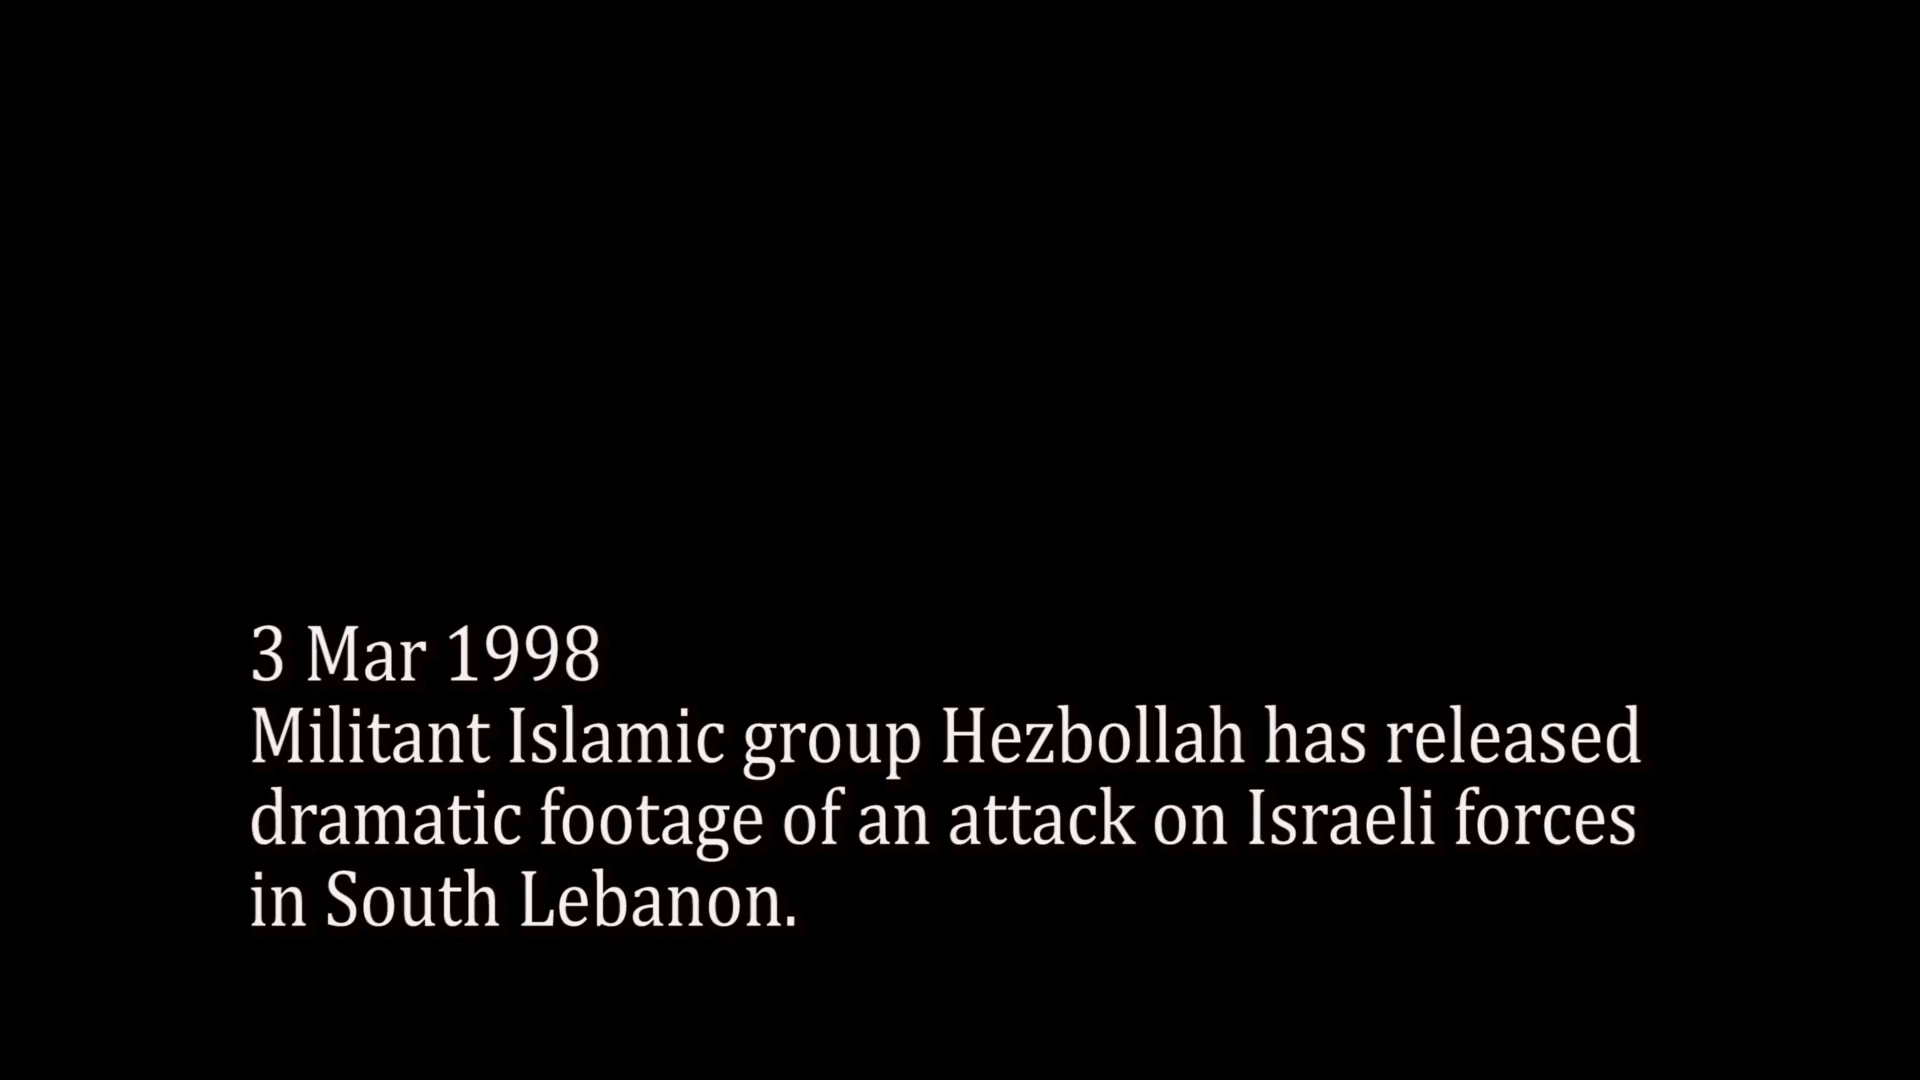 3 Mar 1998
Militant Islamic group Hezbollah has released
dramatic footage of an attack on Israeli forces
in South Lebanon.